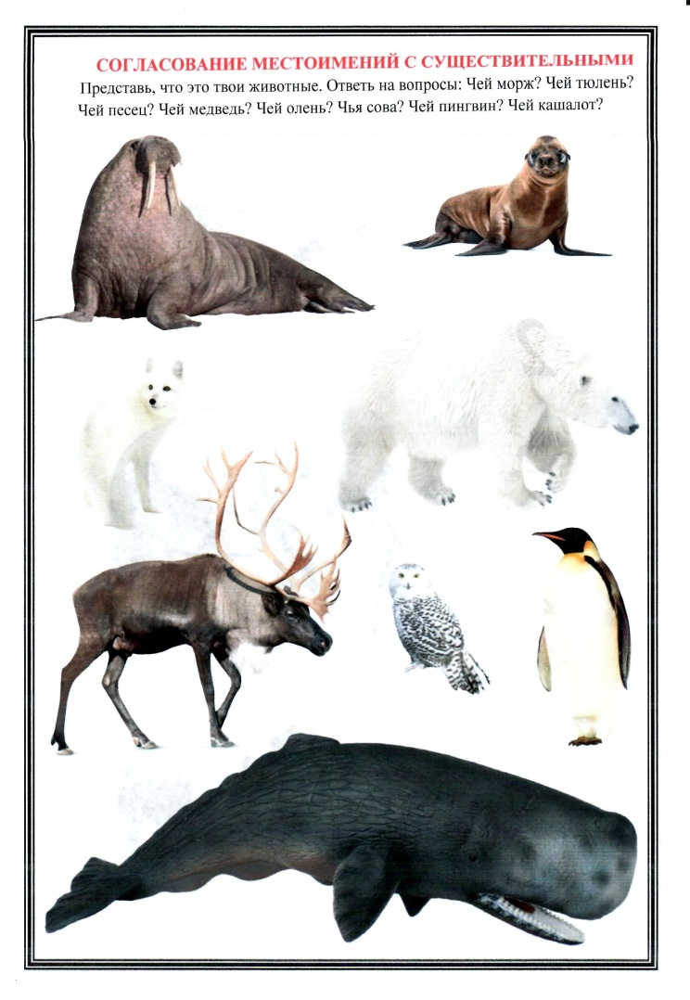 СОГЛАСОВАНИЕ МЕСТОИМЕНИЙ С СУЩЕСТВИТЕЛЬНЫМИ
Представь, что это твои животные. Ответь на вопросы: Чей морж? Чей тюлень?
Чей песец? Чей медведь? Чей олень? Чья сова? Чей пингвин? Чей кашалот?